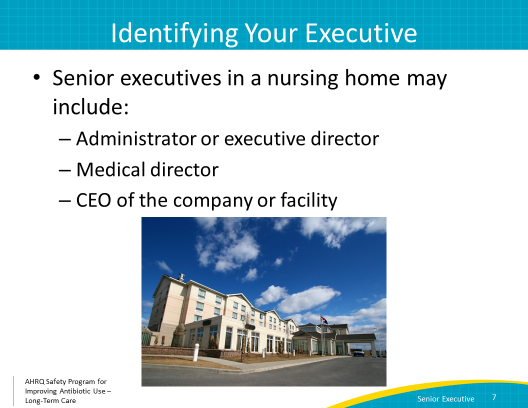 Identifying Your Executive
• Senior executives in a nursing home may
include:
– Administrator or executive director
– Medical director
– CEO of the company or facility
AHRQ Safety Program for
Improving Antibiotic Use –
Long-Term Care
Senior Executive 7